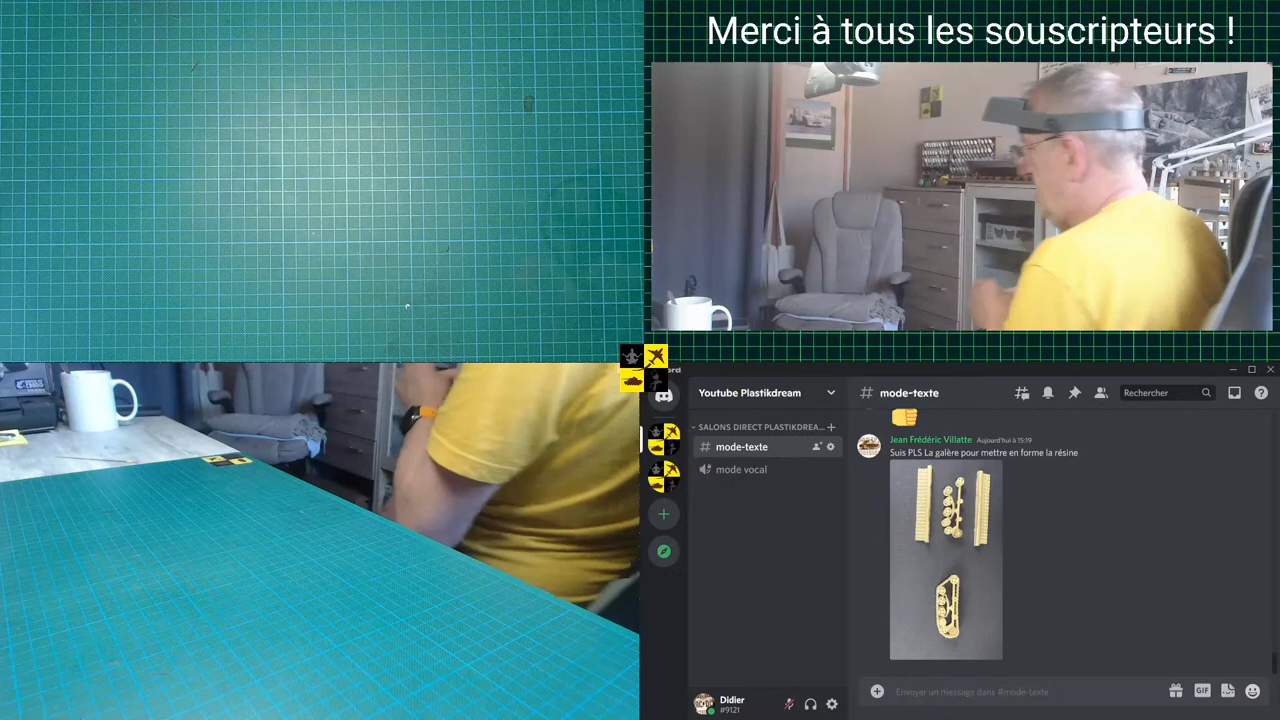 Merci à tous les souscripteurs !
ord
Youtube Plastikdream
mode-texte
Rechercher
SALONS DIRECT PLASTIKDREA...
mode-texte
mode vocal
Jean Frédéric Villatte Aujourd'hui à 15:19
Suis PLS La galère pour mettre en forme la résine
Didier
#9121
Envoyer un message dans #mode-texte
GIF